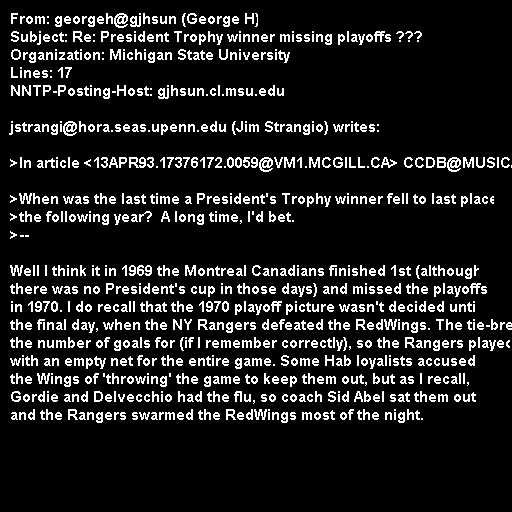 From: georgeh@gjhsun (George H)
Subject: Re: President Trophy winner missing playoffs ???
Organization: Michigan State University
Lines: 17
NNTP-Posting-Host: gjhsun.cl.msu.edu
jstrangi@hora.seas.upenn.edu (Jim Strangio) writes:
>In article <13APR93.17376172.0059@VM1.MCGILL.CA> CCDB@MUSICA
>When was the last time a President's Trophy winner fell to last place
>the following year?  A long time, I'd bet.
>--
Well I think it in 1969 the Montreal Canadians finished 1st (although
there was no President's cup in those days) and missed the playoffs
in 1970. I do recall that the 1970 playoff picture wasn't decided unti
the final day, when the NY Rangers defeated the RedWings. The tie-bre
the number of goals for (if I remember correctly), so the Rangers played
with an empty net for the entire game. Some Hab loyalists accused
the Wings of 'throwing' the game to keep them out, but as I recall,
Gordie and Delvecchio had the flu, so coach Sid Abel sat them out
and the Rangers swarmed the RedWings most of the night.